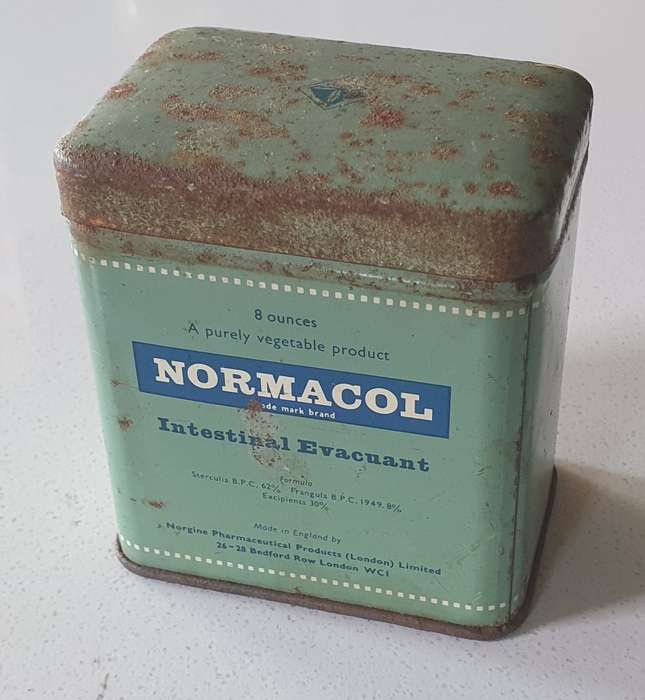 8 ounces
A purely vegetable product
NORMACOL
mark brand
Intestinal Evacuant
formula
Sterculia B.P.C. 62% Frangula B.P.C. 1949, 8%
Excipients 30%
Made in England by
Norgine Pharmaceutical Products (London) Limited
26-28 Bedford Row London WC1